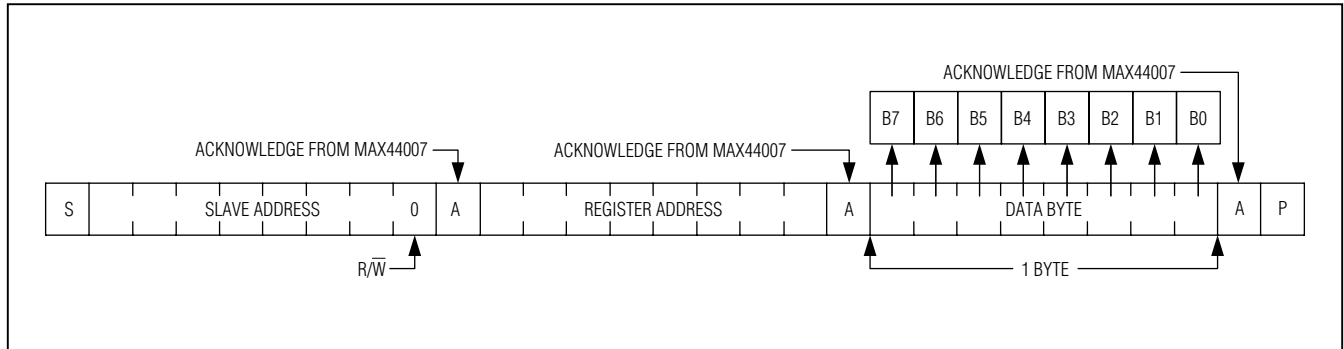 ACKNOWLEDGE FROM MAX44007
B7 B6 B5 B4 B3 B2 B1 B0
ACKNOWLEDGE FROM MAX44007 ACKNOWLEDGE FROM MAX44007
S SLAVE ADDRESS 0 A REGISTER ADDRESS A DATA BYTE A P
R/W̅ 1 BYTE